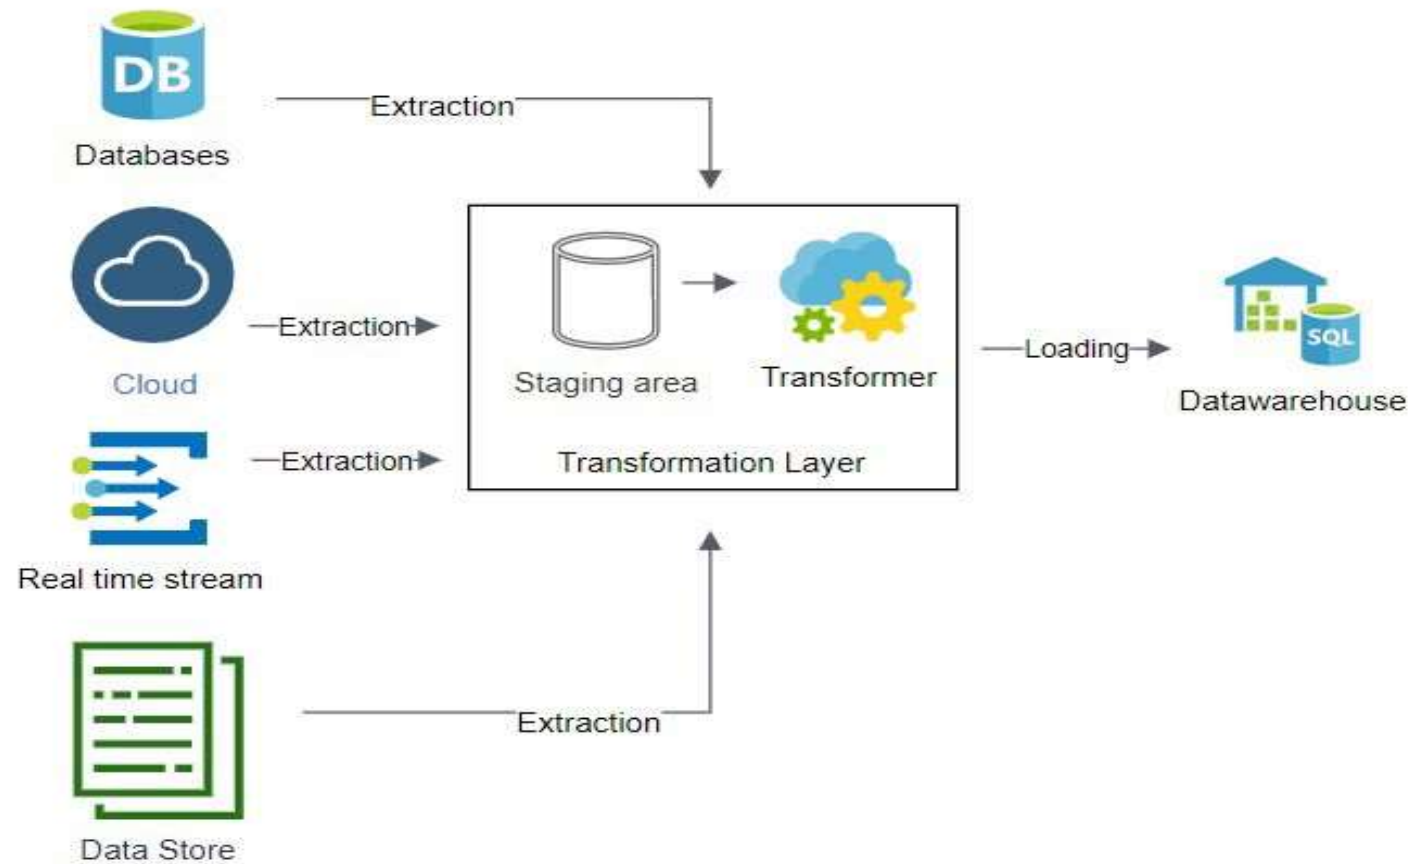 DB
Databases
Extraction
Cloud
Extraction
Staging area
Transformer
Transformation Layer
Loading
SQL
Datawarehouse
Real time stream
Extraction
Extraction
Data Store